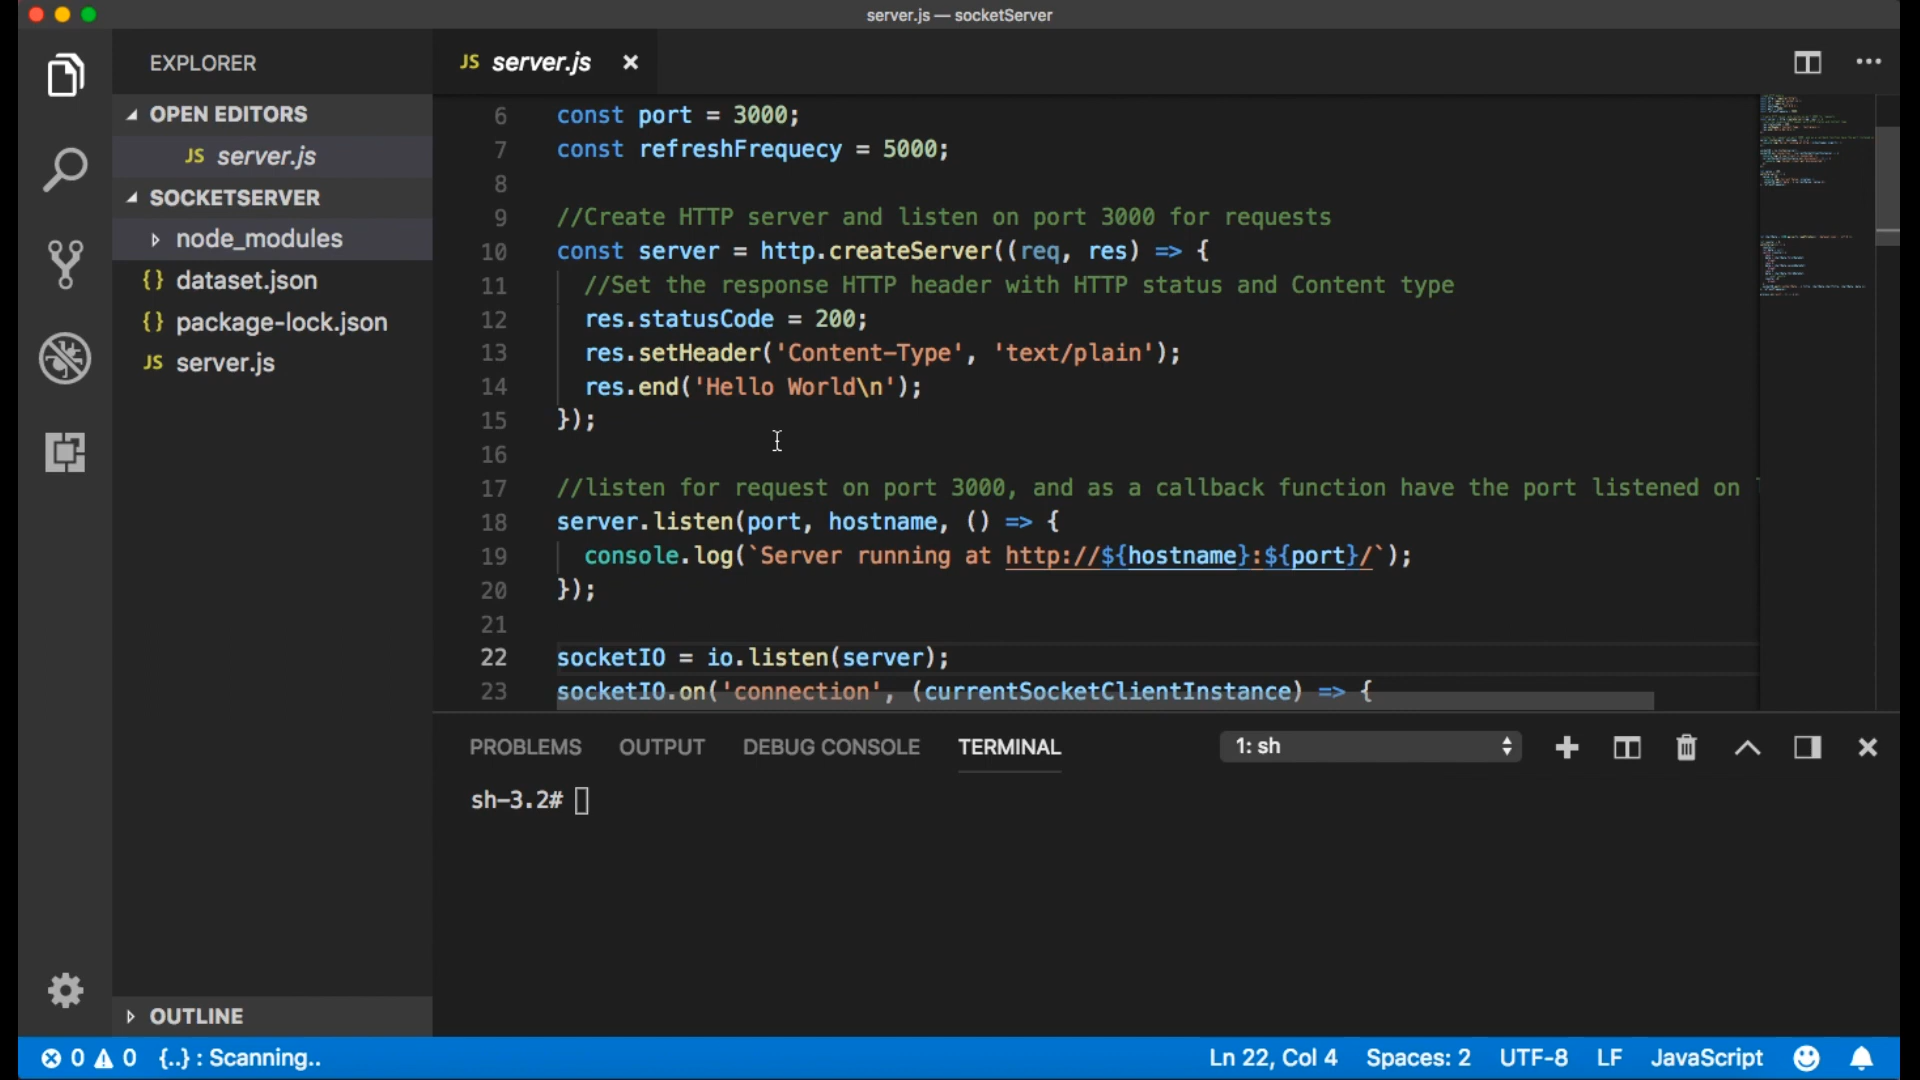 server.js — socketServer
EXPLORER
OPEN EDITORS
JS server.js
SOCKETSERVER
node_modules
{} dataset.json
{} package-lock.json
JS server.js
OUTLINE
JS server.js
6 const port = 3000;
7 const refreshFrequecy = 5000;
8
9 //Create HTTP server and listen on port 3000 for requests
10 const server = http.createServer((req, res) => {
11 //Set the response HTTP header with HTTP status and Content type
12 res.statusCode = 200;
13 res.setHeader('Content-Type', 'text/plain');
14 res.end('Hello World\n');
15 });
16
17 //listen for request on port 3000, and as a callback function have the port listened on
18 server.listen(port, hostname, () => {
19 console.log(`Server running at http://${hostname}:${port}/`);
20 });
21
22 socketIO = io.listen(server);
23 socketIO.on('connection', (currentSocketClientInstance) => {
PROBLEMS OUTPUT DEBUG CONSOLE TERMINAL 1: sh
sh-3.2#
0 0 {..} : Scanning.. Ln 22, Col 4 Spaces: 2 UTF-8 LF JavaScript